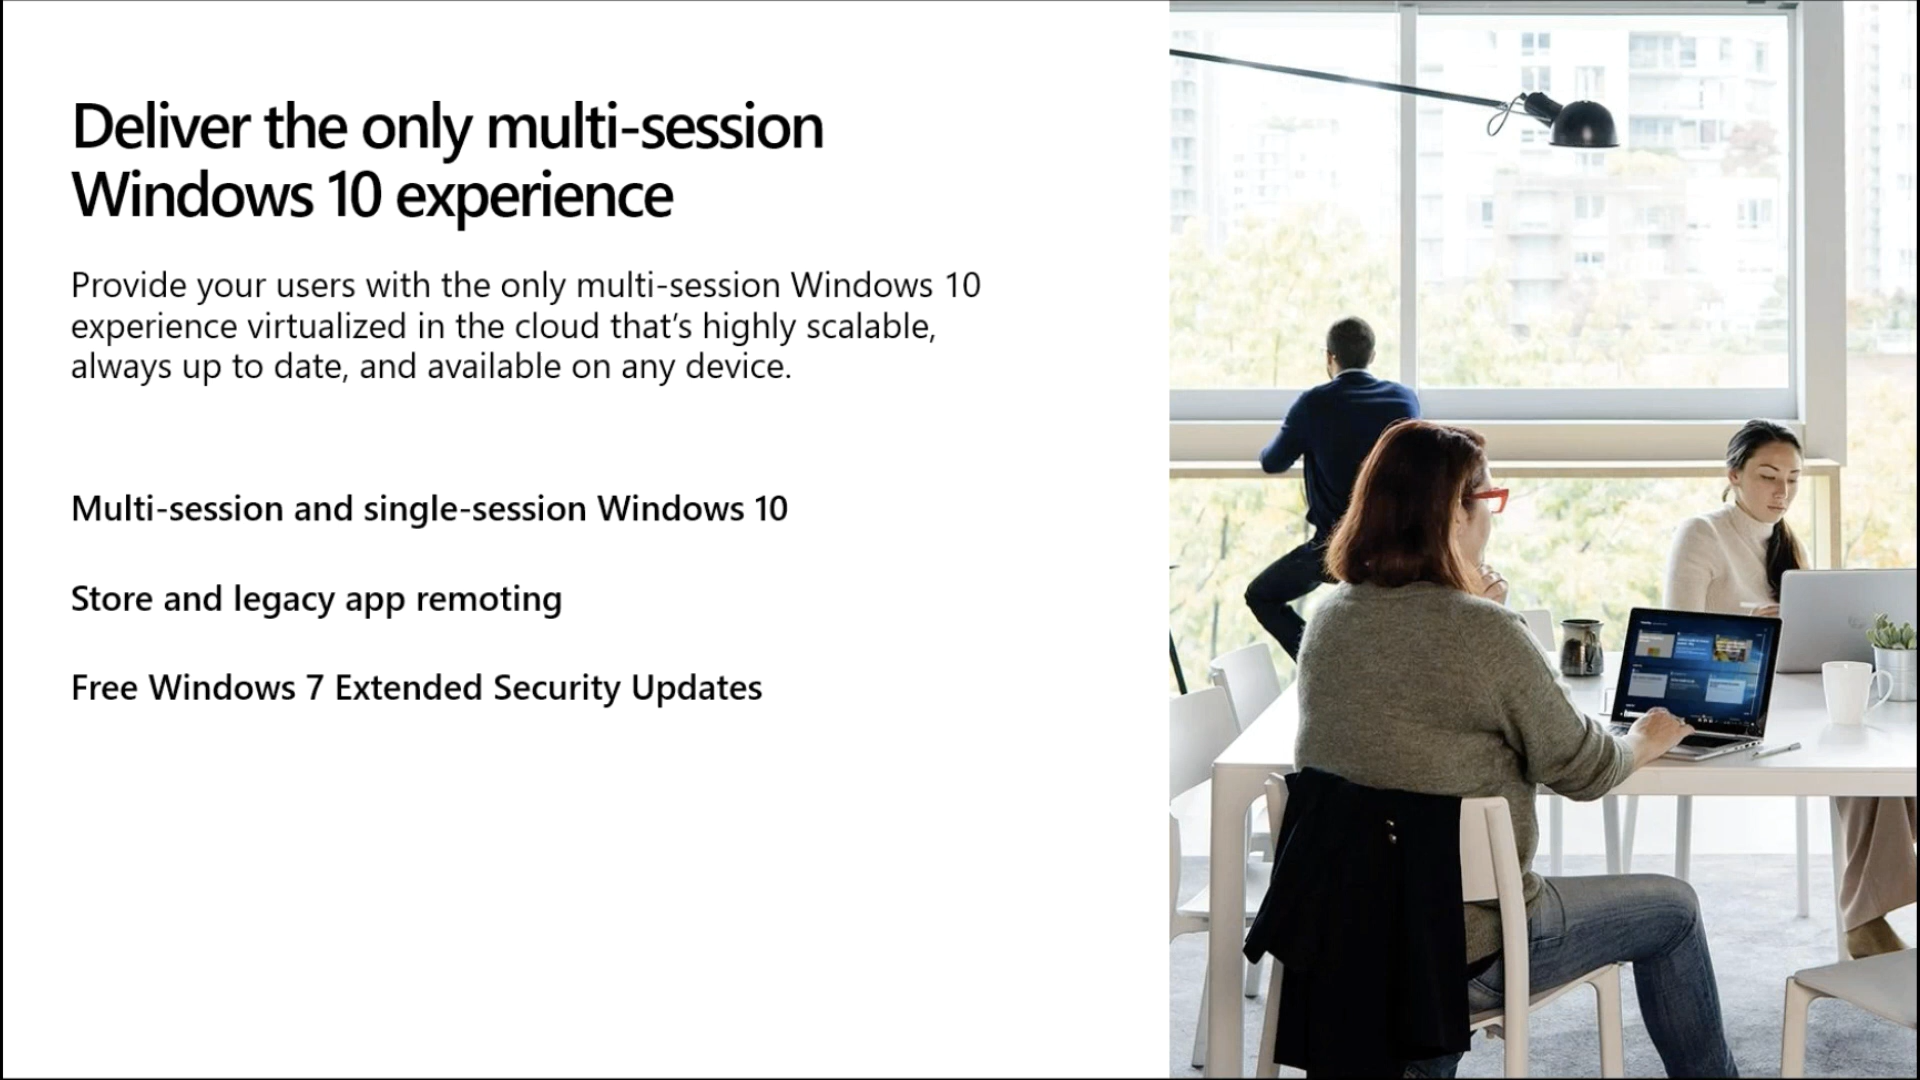 Deliver the only multi-session
Windows 10 experience
Provide your users with the only multi-session Windows 10
experience virtualized in the cloud that’s highly scalable,
always up to date, and available on any device.
Multi-session and single-session Windows 10
Store and legacy app remoting
Free Windows 7 Extended Security Updates